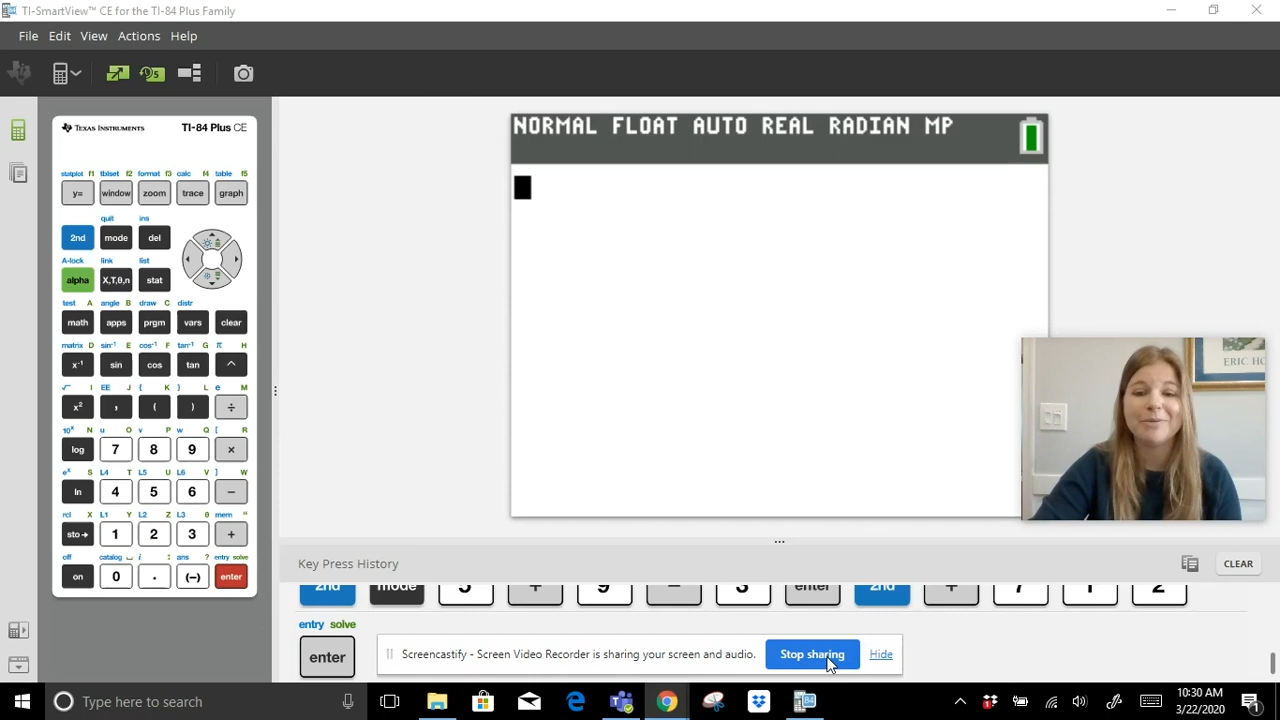 TI-SmartView™ CE for the TI-84 Plus Family
File Edit View Actions Help
TEXAS INSTRUMENTS TI-84 Plus CE
statplot f1 tblset f2 format f3 calc f4 table f5
y= window zoom trace graph
quit ins
2nd mode del
A-lock link list
alpha X,T,θ,n stat
test A angle B draw C distr
math apps prgm vars clear
matrix D sin⁻¹ E cos⁻¹ F tan⁻¹ G π H
x⁻¹ sin cos tan ^
√ I EE J { K } L e M
x² , ( ) ÷
10ˣ N u O v P w Q [ R
log 7 8 9 ×
eˣ S L4 T L5 U L6 V ] W
ln 4 5 6 −
rcl X L1 Y L2 Z L3 θ mem "
sto→ 1 2 3 +
off catalog i : ans ? entry solve
on 0 . (−) enter
NORMAL FLOAT AUTO REAL RADIAN MP
ERIC HO
Key Press History
CLEAR
2nd mode 5 + 9 − 3 enter 2nd + 7 1 2
entry solve
enter
Screencastify - Screen Video Recorder is sharing your screen and audio.
Stop sharing
Hide
Type here to search
10:30 AM
3/22/2020